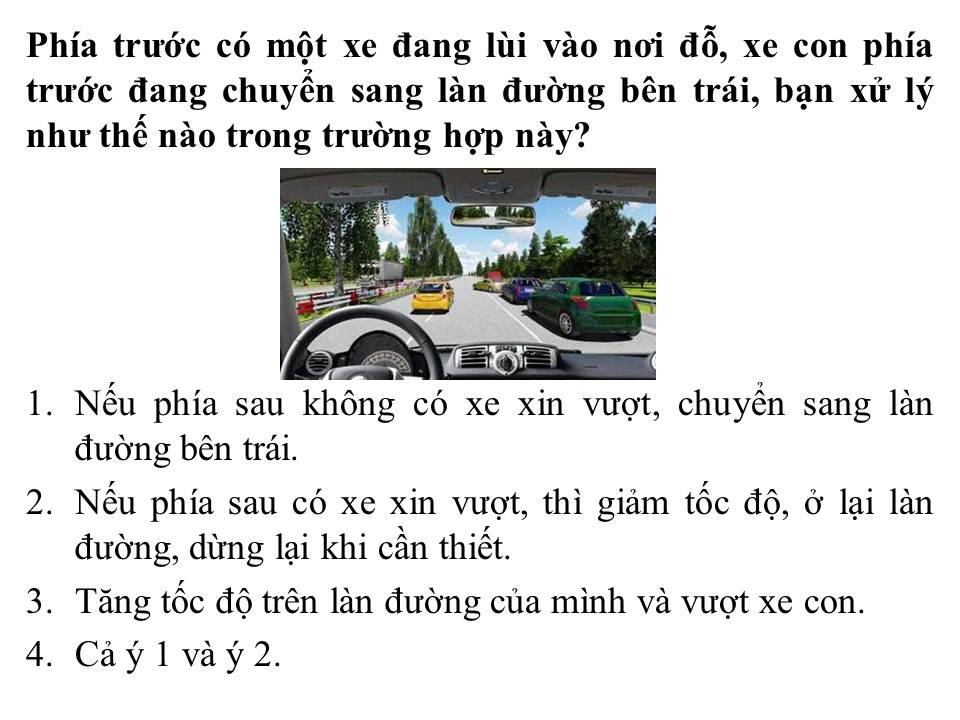 Phía trước có một xe đang lùi vào nơi đỗ, xe con phía
trước đang chuyển sang làn đường bên trái, bạn xử lý
như thế nào trong trường hợp này?
1. Nếu phía sau không có xe xin vượt, chuyển sang làn
đường bên trái.
2. Nếu phía sau có xe xin vượt, thì giảm tốc độ, ở lại làn
đường, dừng lại khi cần thiết.
3. Tăng tốc độ trên làn đường của mình và vượt xe con.
4. Cả ý 1 và ý 2.